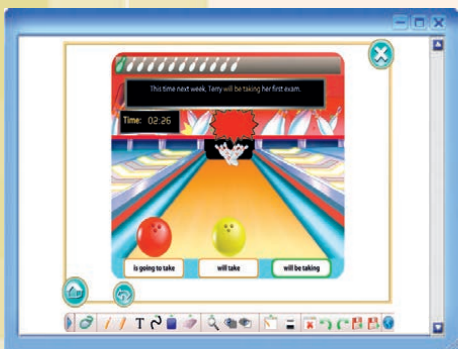 This time next week, Terry will be taking her first exam.
Time: 02:26
is going to take
will take
will be taking
T